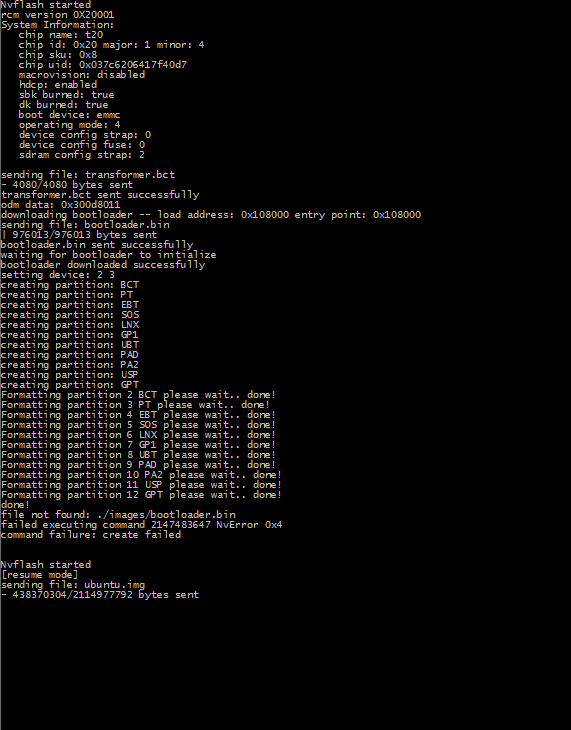 Nvflash started
rcm version 0X20001
System Information:
chip name: t20
chip id: 0x20 major: 1 minor: 4
chip sku: 0x8
chip uid: 0x037c6206417f40d7
macrovision: disabled
hdcp: enabled
sbk burned: true
dk burned: true
boot device: emmc
operating mode: 4
device config strap: 0
device config fuse: 0
sdram config strap: 2
sending file: transformer.bct
- 4080/4080 bytes sent
transformer.bct sent successfully
odm data: 0x300d8011
downloading bootloader -- load address: 0x108000 entry point: 0x108000
sending file: bootloader.bin
| 976013/976013 bytes sent
bootloader.bin sent successfully
waiting for bootloader to initialize
bootloader downloaded successfully
setting device: 2 3
creating partition: BCT
creating partition: PT
creating partition: EBT
creating partition: SOS
creating partition: LNX
creating partition: GP1
creating partition: UBT
creating partition: PAD
creating partition: PA2
creating partition: USP
creating partition: GPT
Formatting partition 2 BCT please wait.. done!
Formatting partition 3 PT please wait.. done!
Formatting partition 4 EBT please wait.. done!
Formatting partition 5 SOS please wait.. done!
Formatting partition 6 LNX please wait.. done!
Formatting partition 7 GP1 please wait.. done!
Formatting partition 8 UBT please wait.. done!
Formatting partition 9 PAD please wait.. done!
Formatting partition 10 PA2 please wait.. done!
Formatting partition 11 USP please wait.. done!
Formatting partition 12 GPT please wait.. done!
done!
file not found: ./images/bootloader.bin
failed executing command 2147483647 NvError 0x4
command failure: create failed
Nvflash started
[resume mode]
sending file: ubuntu.img
- 438370304/2114977792 bytes sent